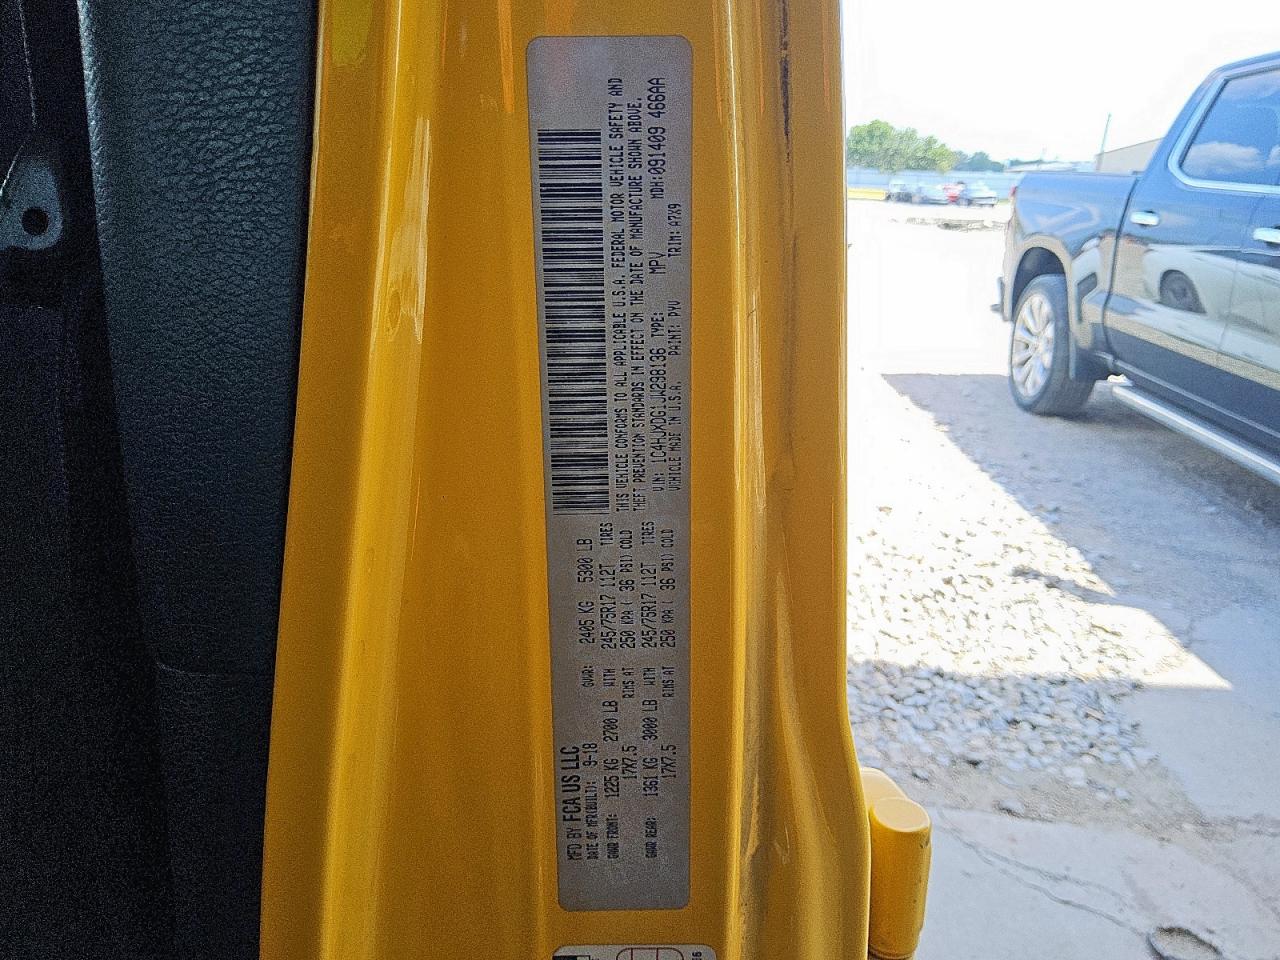 MFD BY FCA US LLC
DATE OF MFR(BUILT): 9-18 GVWR: 2405 KG 5300 LB
GAWR FRONT: 1225 KG 2700 LB WITH 245/75R17 112T TIRES
17X7.5 RIMS AT 250 KPA ( 36 PSI) COLD
GAWR REAR: 1361 KG 3000 LB WITH 245/75R17 112T TIRES
17X7.5 RIMS AT 250 KPA ( 36 PSI) COLD
THIS VEHICLE CONFORMS TO ALL APPLICABLE U.S.A. FEDERAL MOTOR VEHICLE SAFETY AND
THEFT PREVENTION STANDARDS IN EFFECT ON THE DATE OF MANUFACTURE SHOWN ABOVE.
VIN: 1C4HJXDG1JW298136 TYPE: MPV MDH:091409 466AA
VEHICLE MADE IN U.S.A. PAINT: PYV TRIM: A7X9